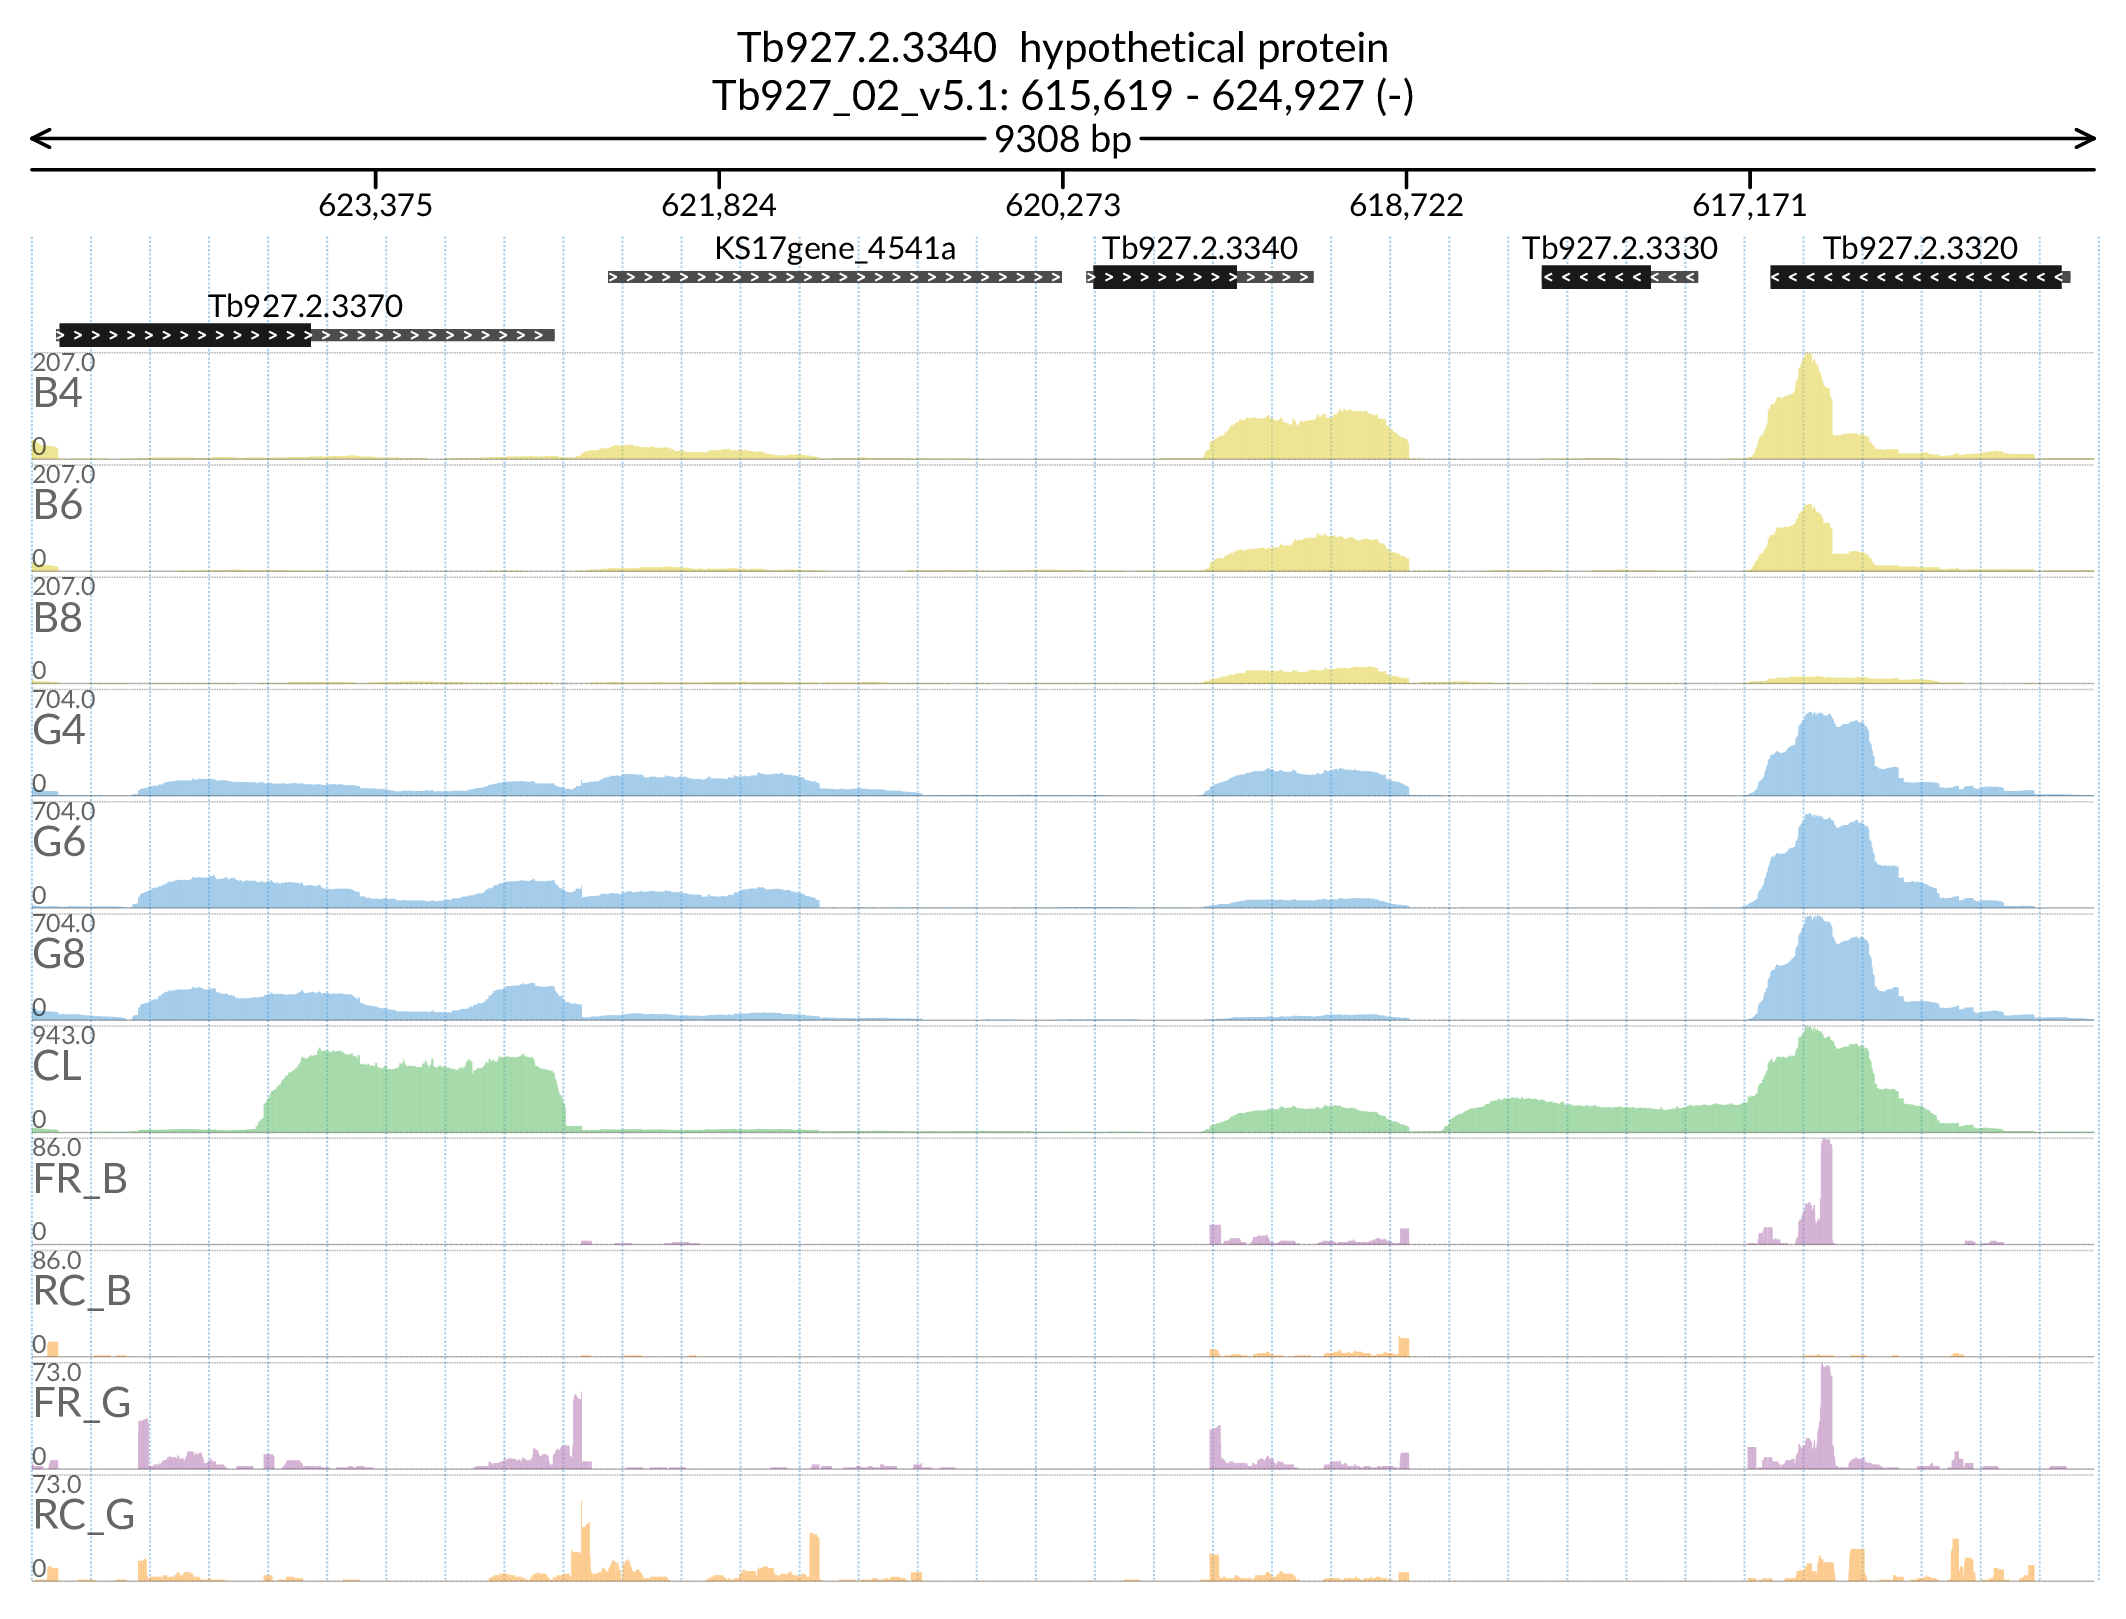 Tb927.2.3340  hypothetical protein
Tb927_02_v5.1: 615,619 - 624,927 (-)
9308 bp
623,375 621,824 620,273 618,722 617,171
KS17gene_4541a Tb927.2.3340 Tb927.2.3330 Tb927.2.3320
Tb927.2.3370
207.0
B4
0
207.0
B6
0
207.0
B8
0
704.0
G4
0
704.0
G6
0
704.0
G8
0
943.0
CL
0
86.0
FR_B
0
86.0
RC_B
0
73.0
FR_G
0
73.0
RC_G
0